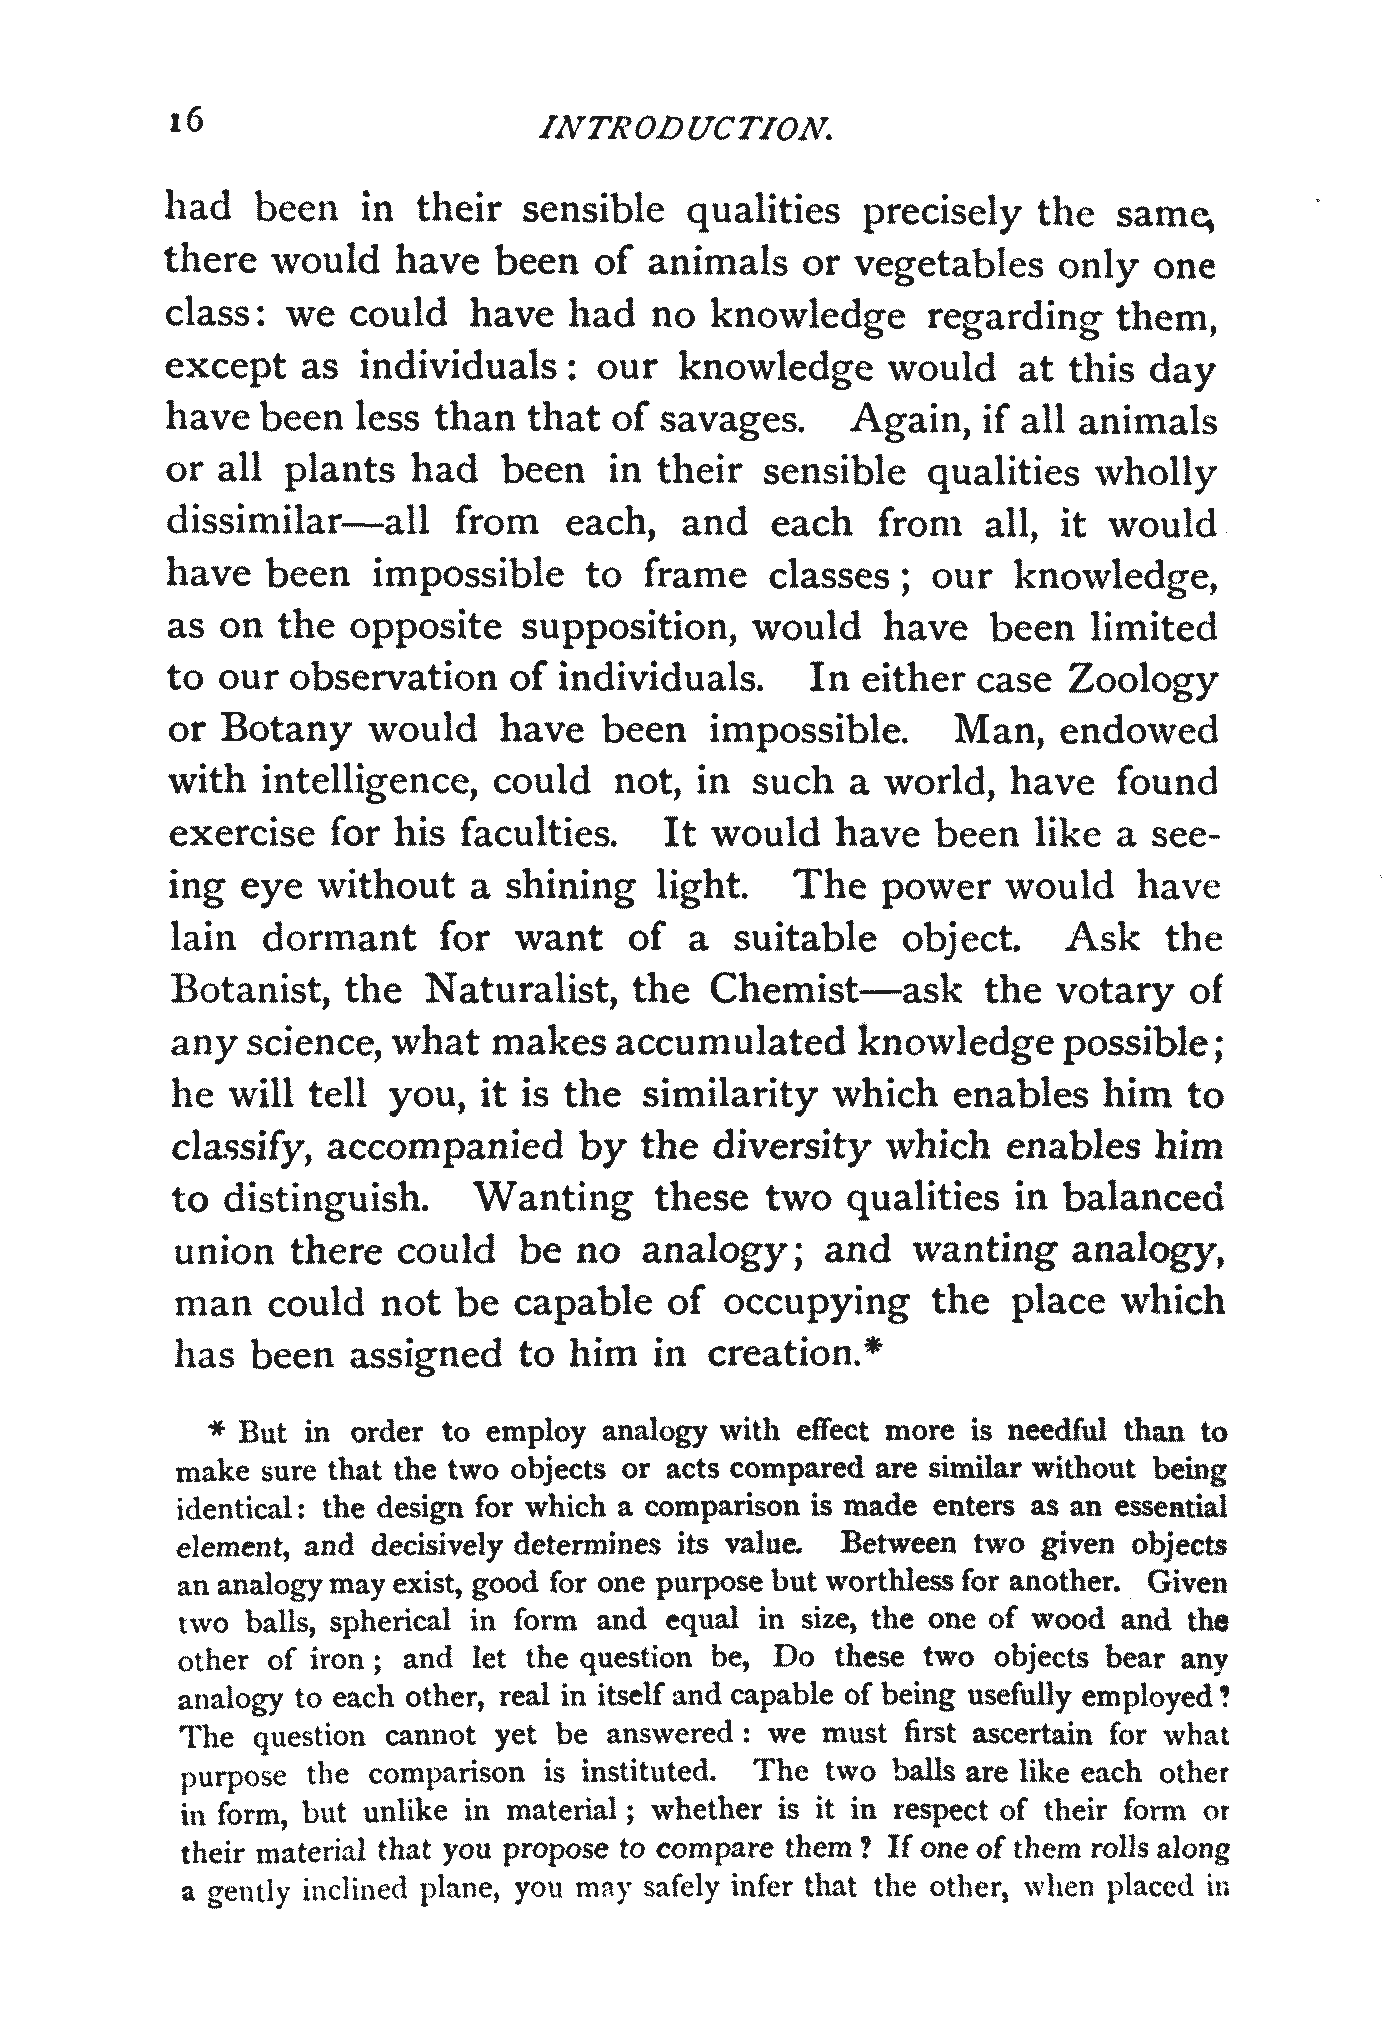 16
INTRODUCTION.
had been in their sensible qualities precisely the same,
there would have been of animals or vegetables only one
class: we could have had no knowledge regarding them,
except as individuals: our knowledge would at this day
have been less than that of savages. Again, if all animals
or all plants had been in their sensible qualities wholly
dissimilar—all from each, and each from all, it would
have been impossible to frame classes; our knowledge,
as on the opposite supposition, would have been limited
to our observation of individuals. In either case Zoology
or Botany would have been impossible. Man, endowed
with intelligence, could not, in such a world, have found
exercise for his faculties. It would have been like a see-
ing eye without a shining light. The power would have
lain dormant for want of a suitable object. Ask the
Botanist, the Naturalist, the Chemist—ask the votary of
any science, what makes accumulated knowledge possible;
he will tell you, it is the similarity which enables him to
classify, accompanied by the diversity which enables him
to distinguish. Wanting these two qualities in balanced
union there could be no analogy; and wanting analogy,
man could not be capable of occupying the place which
has been assigned to him in creation.*
* But in order to employ analogy with effect more is needful than to
make sure that the two objects or acts compared are similar without being
identical: the design for which a comparison is made enters as an essential
element, and decisively determines its value. Between two given objects
an analogy may exist, good for one purpose but worthless for another. Given
two balls, spherical in form and equal in size, the one of wood and the
other of iron; and let the question be, Do these two objects bear any
analogy to each other, real in itself and capable of being usefully employed?
The question cannot yet be answered: we must first ascertain for what
purpose the comparison is instituted. The two balls are like each other
in form, but unlike in material; whether is it in respect of their form or
their material that you propose to compare them? If one of them rolls along
a gently inclined plane, you may safely infer that the other, when placed in